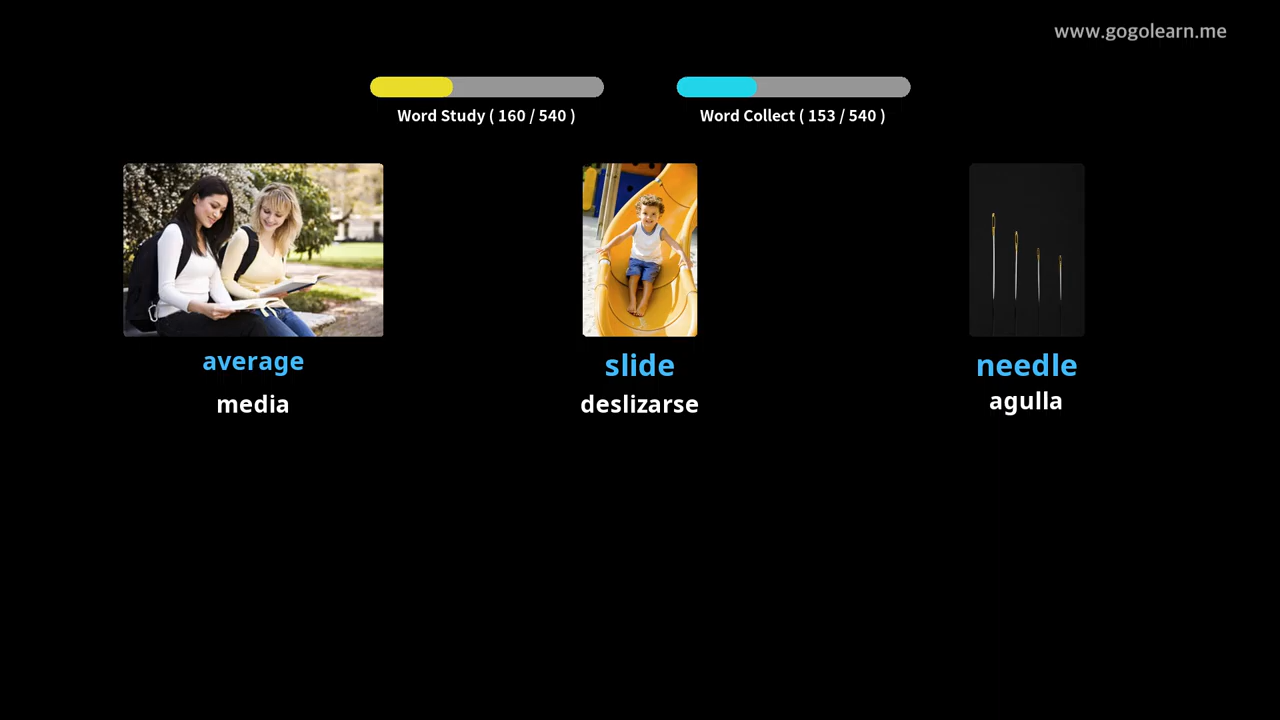 www.gogolearn.me
Word Study ( 160 / 540 )
Word Collect ( 153 / 540 )
average
media
slide
deslizarse
needle
agulla